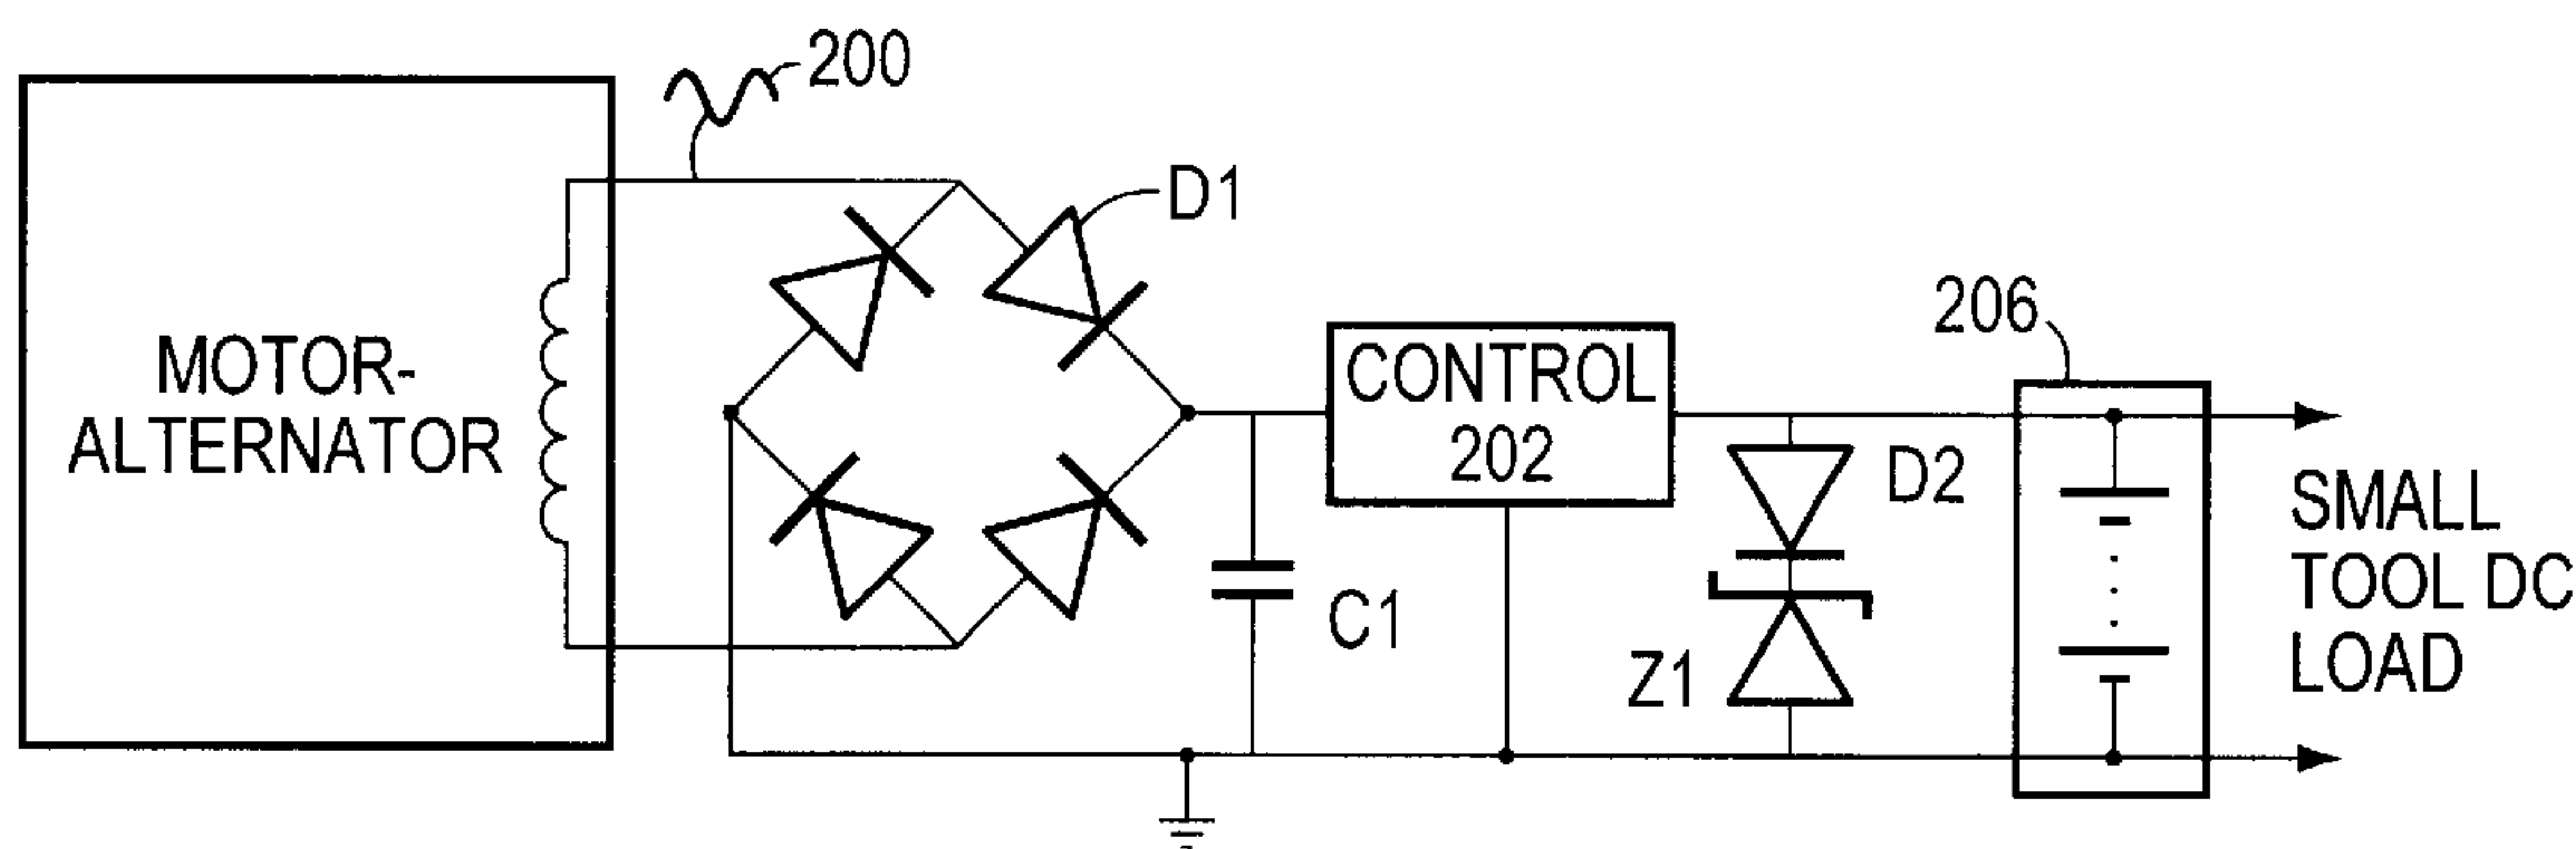 200
D1
MOTOR-
ALTERNATOR
CONTROL
202
206
D2
C1
Z1
SMALL
TOOL DC
LOAD